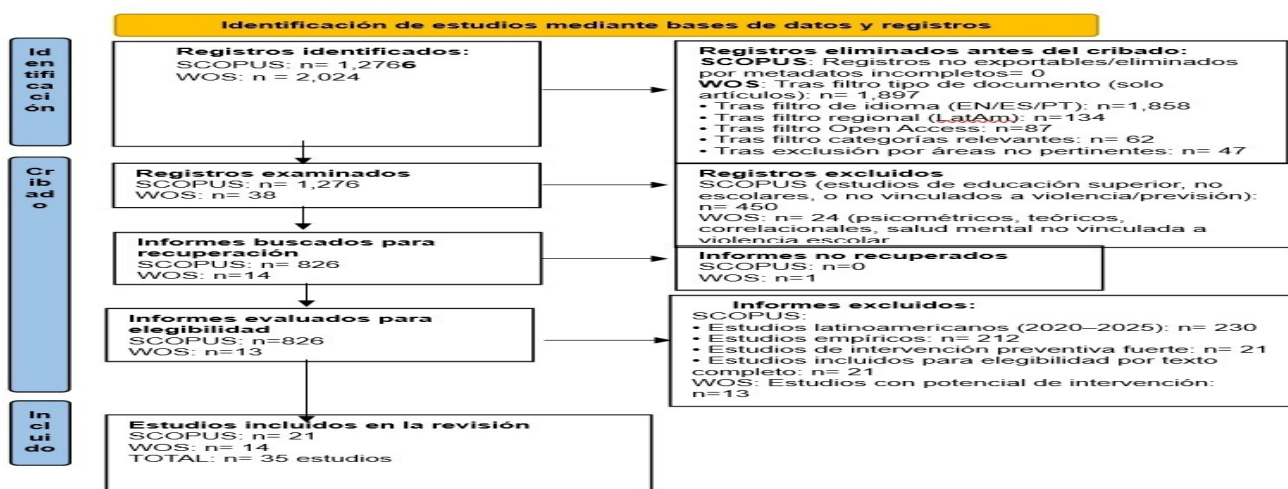 Identificación de estudios mediante bases de datos y registros
Id
en
tifi
ca
ci
ón
Registros identificados:
SCOPUS: n= 1,2766
WOS: n = 2,024
Registros eliminados antes del cribado:
SCOPUS: Registros no exportables/eliminados
por metadatos incompletos= 0
WOS: Tras filtro tipo de documento (solo
artículos): n= 1,897
• Tras filtro de idioma (EN/ES/PT): n=1,858
• Tras filtro regional (LatAm): n=134
• Tras filtro Open Access: n=87
• Tras filtro categorías relevantes: n= 62
• Tras exclusión por áreas no pertinentes: n= 47
Cr
ib
ad
o
Registros examinados
SCOPUS: n= 1,276
WOS: n= 38
Registros excluidos
SCOPUS (estudios de educación superior, no
escolares, o no vinculados a violencia/previsión):
n= 450
WOS: n= 24 (psicométricos, teóricos,
correlacionales, salud mental no vinculada a
violencia escolar
Informes buscados para
recuperación
SCOPUS: n= 826
WOS: n=14
Informes no recuperados
SCOPUS: n=0
WOS: n=1
Informes evaluados para
elegibilidad
SCOPUS: n=826
WOS: n=13
Informes excluidos:
SCOPUS:
• Estudios latinoamericanos (2020–2025): n= 230
• Estudios empíricos: n= 212
• Estudios de intervención preventiva fuerte: n= 21
• Estudios incluidos para elegibilidad por texto
completo: n= 21
WOS: Estudios con potencial de intervención:
n=13
In
cl
ui
do
Estudios incluidos en la revisión
SCOPUS: n= 21
WOS: n= 14
TOTAL: n= 35 estudios